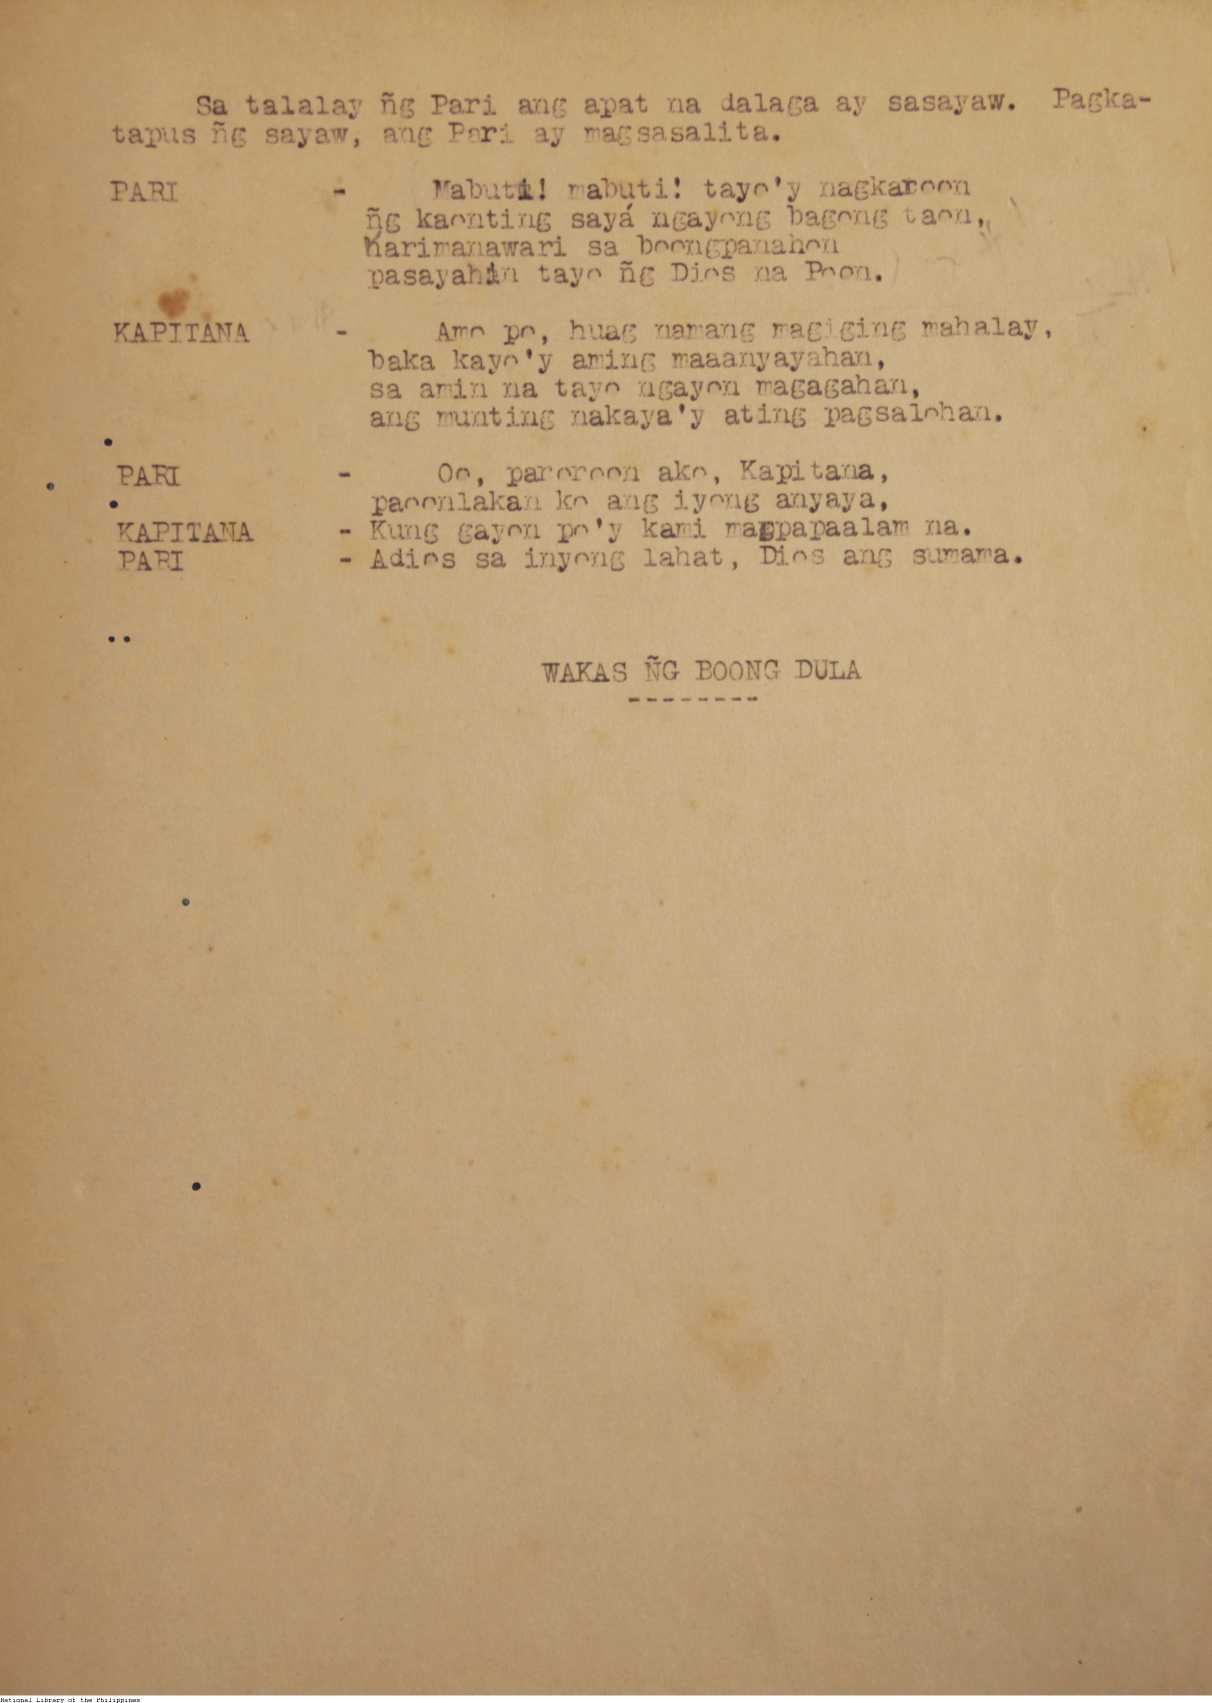 Sa talalay ñg Pari ang apat na dalaga ay sasayaw. Pagka-
tapus ñg sayaw, ang Pari ay magsasalita.
PARI - Mabuti! mabuti! tayo'y nagkaroon
ñg kaonting sayá ngayong bagong taon,
harimanawari sa boongpanahon
pasayahin tayo ñg Dios na Poon.
KAPITANA - Amo po, huag namang magiging mahalay,
baka kayo'y aming maaanyayahan,
sa amin na tayo ngayon magagahan,
ang munting nakaya'y ating pagsalohan.
PARI - Oo, paroroon ako, Kapitana,
paoonlakan ko ang iyong anyaya,
KAPITANA - Kung gayon po'y kami magpapaalam na.
PARI - Adios sa inyong lahat, Dios ang sumama.
WAKAS ÑG BOONG DULA
--------
National Library of the Philippines